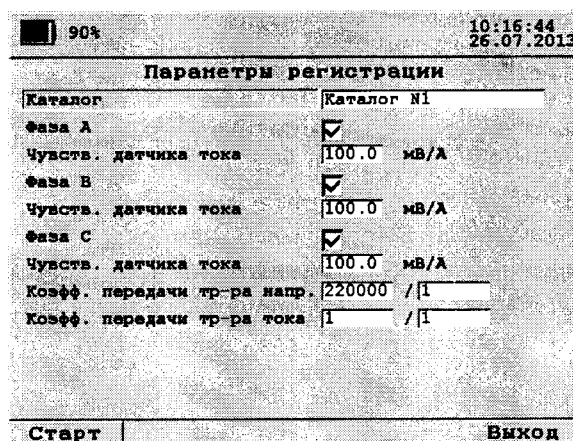 90% 10:16:44
26.07.2013
Параметры регистрации
Каталог Каталог N1
Фаза A
Чувств. датчика тока 100.0 мВ/А
Фаза B
Чувств. датчика тока 100.0 мВ/А
Фаза C
Чувств. датчика тока 100.0 мВ/А
Коэфф. передачи тр-ра напр. 220000 / 1
Коэфф. передачи тр-ра тока 1 / 1
Старт Выход